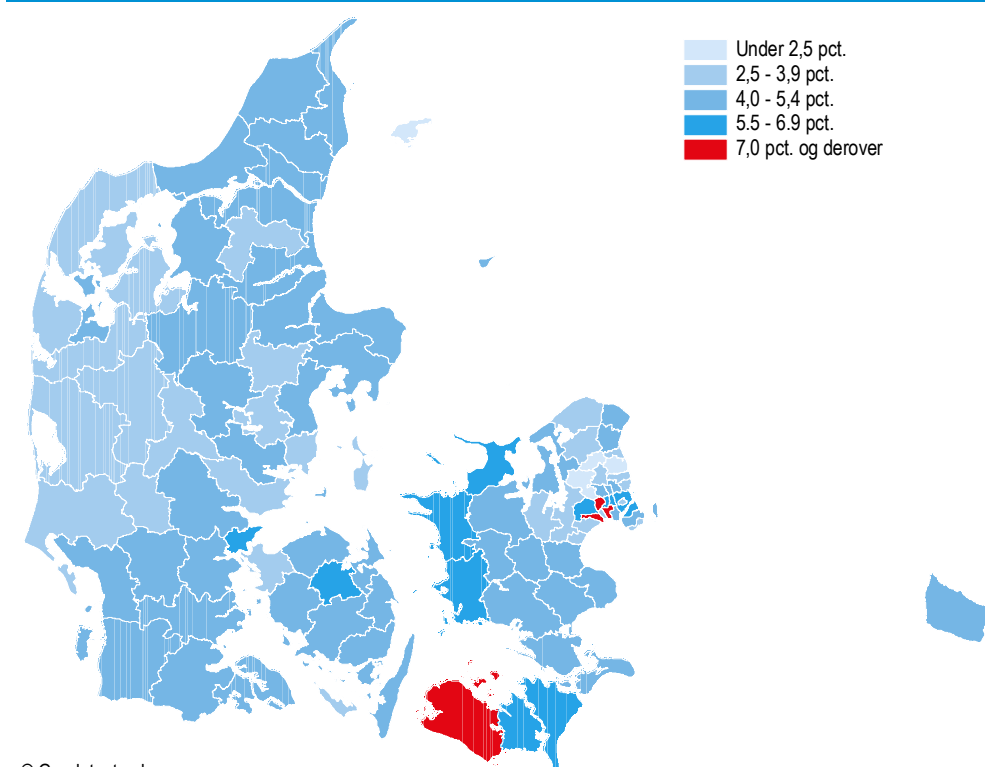 Under 2,5 pct.
2,5 - 3,9 pct.
4,0 - 5,4 pct.
5.5 - 6.9 pct.
7,0 pct. og derover